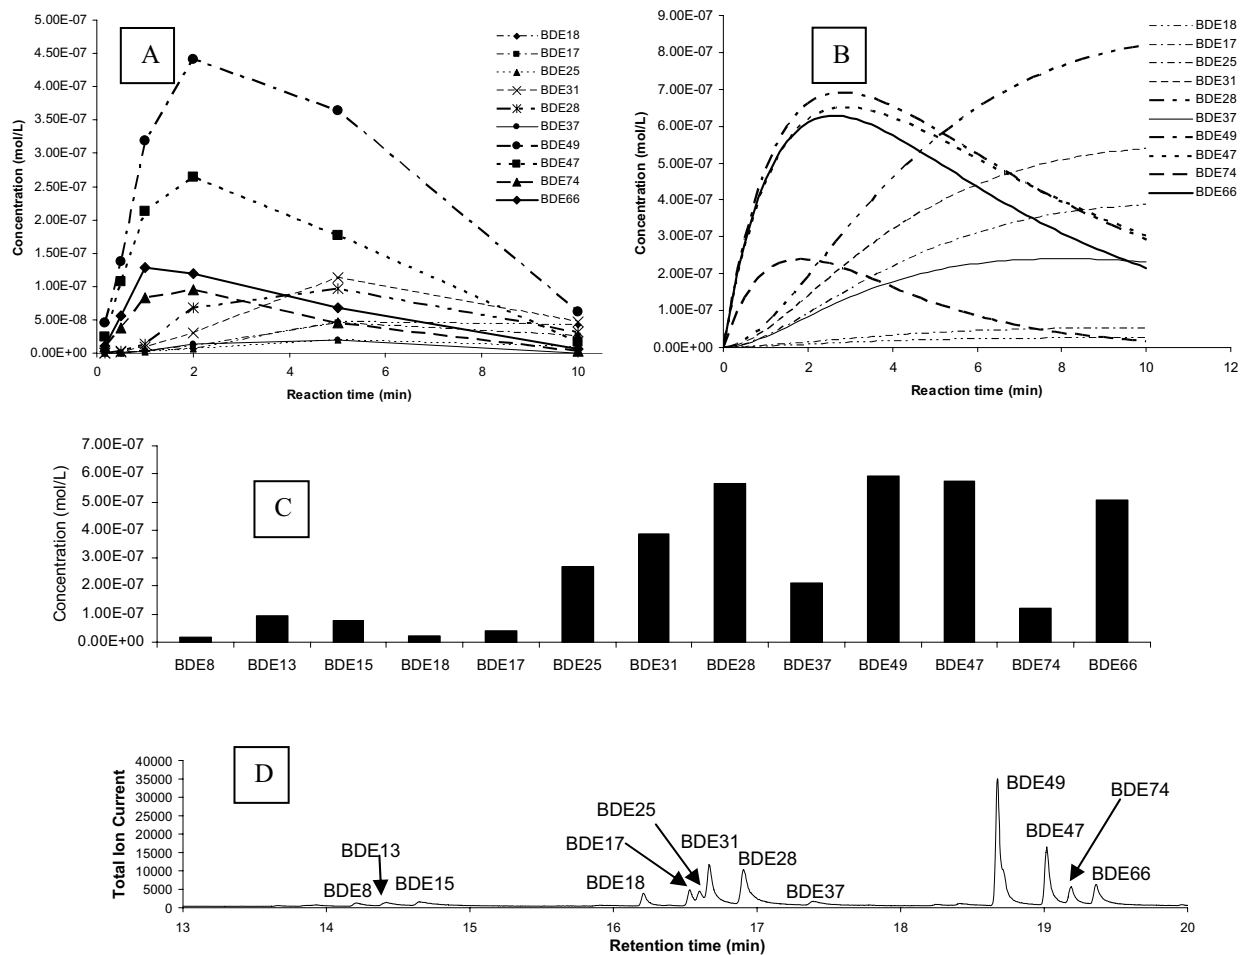 A
5.00E-07
4.50E-07
4.00E-07
3.50E-07
3.00E-07
2.50E-07
2.00E-07
1.50E-07
1.00E-07
5.00E-08
0.00E+00
Concentration (mol/L)
0 2 4 6 8 10
Reaction time (min)
BDE18
BDE17
BDE25
BDE31
BDE28
BDE37
BDE49
BDE47
BDE74
BDE66
B
9.00E-07
8.00E-07
7.00E-07
6.00E-07
5.00E-07
4.00E-07
3.00E-07
2.00E-07
1.00E-07
0.00E+00
Concentration (mol/L)
0 2 4 6 8 10 12
Reaction time (min)
BDE18
BDE17
BDE25
BDE31
BDE28
BDE37
BDE49
BDE47
BDE74
BDE66
C
7.00E-07
6.00E-07
5.00E-07
4.00E-07
3.00E-07
2.00E-07
1.00E-07
0.00E+00
Concentration (mol/L)
BDE8 BDE13 BDE15 BDE18 BDE17 BDE25 BDE31 BDE28 BDE37 BDE49 BDE47 BDE74 BDE66
D
40000
35000
30000
25000
20000
15000
10000
5000
0
Total Ion Current
BDE8
BDE13
BDE15
BDE18
BDE17
BDE25
BDE31
BDE28
BDE37
BDE49
BDE47
BDE74
BDE66
13 14 15 16 17 18 19 20
Retention time (min)